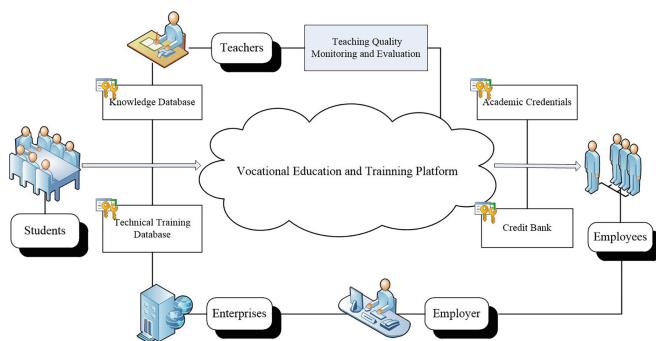 Teachers
Teaching Quality
Monitoring and Evaluation
Knowledge Database
Academic Credentials
Vocational Education and Trainning Platform
Students
Technical Training
Database
Credit Bank
Employees
Enterprises
Employer